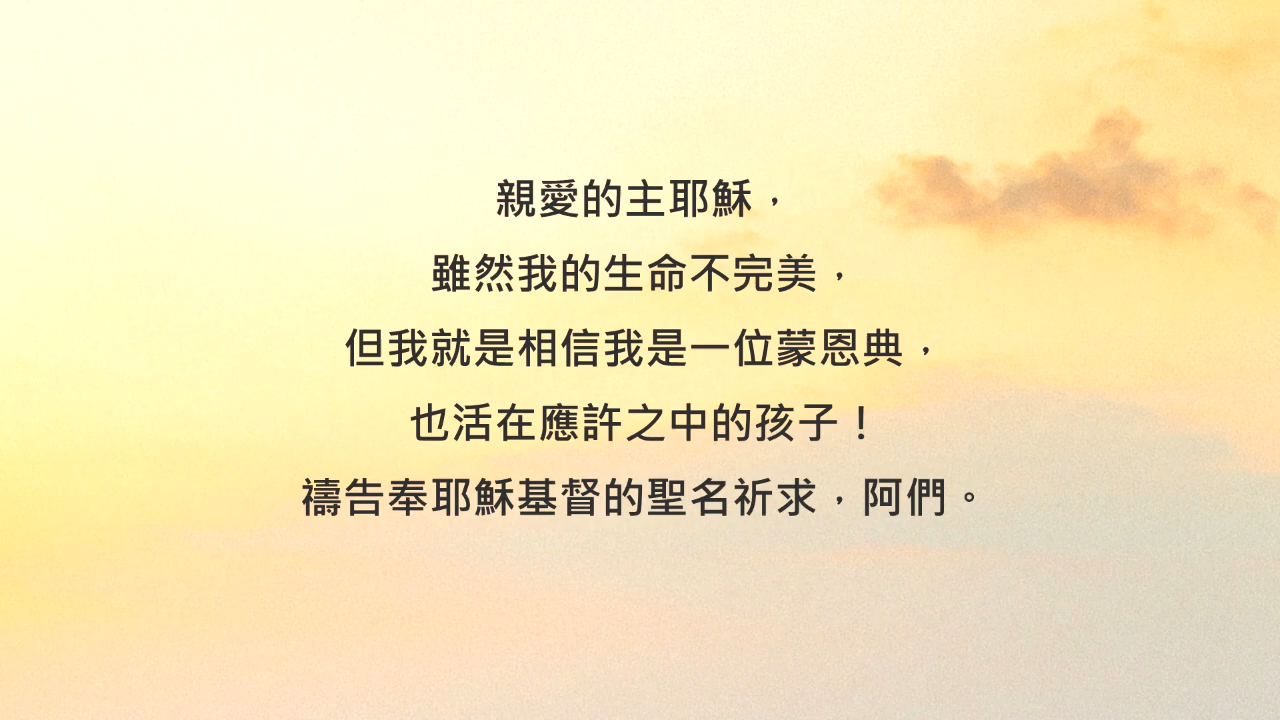 親愛的主耶穌，
雖然我的生命不完美，
但我就是相信我是一位蒙恩典，
也活在應許之中的孩子！
禱告奉耶穌基督的聖名祈求，阿們。